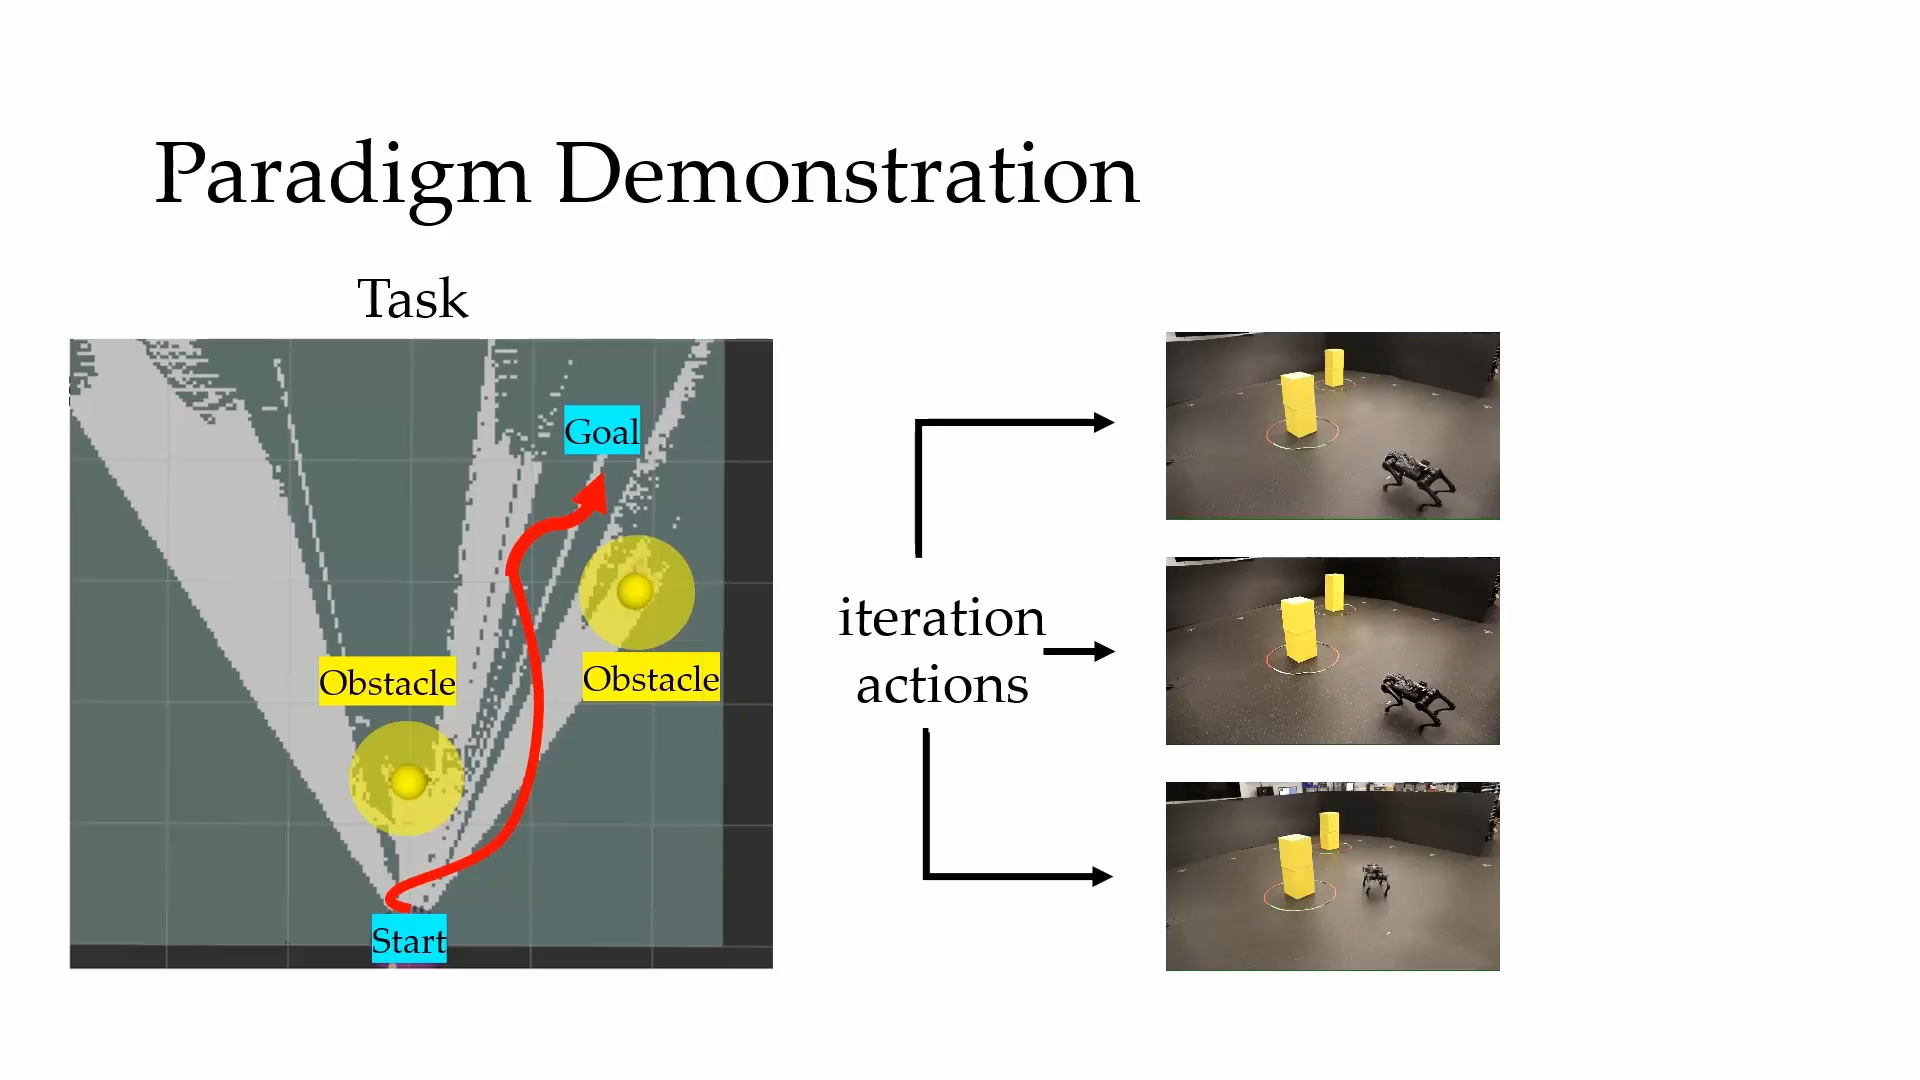 Paradigm Demonstration
Task
Goal
Obstacle
Obstacle
Start
iteration
actions